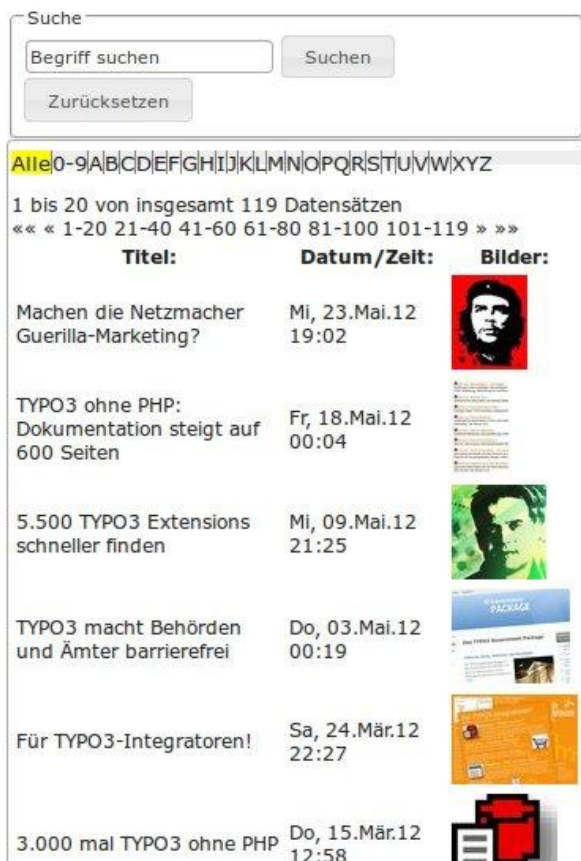 Suche
Begriff suchen
Suchen
Zurücksetzen
Alle|0-9|A|B|C|D|E|F|G|H|I|J|K|L|M|N|O|P|Q|R|S|T|U|V|W|XYZ
1 bis 20 von insgesamt 119 Datensätzen
«« « 1-20 21-40 41-60 61-80 81-100 101-119 » »»
Titel: Datum/Zeit: Bilder:
Machen die Netzmacher
Guerilla-Marketing?
Mi, 23.Mai.12
19:02
TYPO3 ohne PHP:
Dokumentation steigt auf
600 Seiten
Fr, 18.Mai.12
00:04
5.500 TYPO3 Extensions
schneller finden
Mi, 09.Mai.12
21:25
TYPO3 macht Behörden
und Ämter barrierefrei
Do, 03.Mai.12
00:19
PACKAGE
Für TYPO3-Integratoren!
Sa, 24.Mär.12
22:27
3.000 mal TYPO3 ohne PHP
Do, 15.Mär.12
12:58